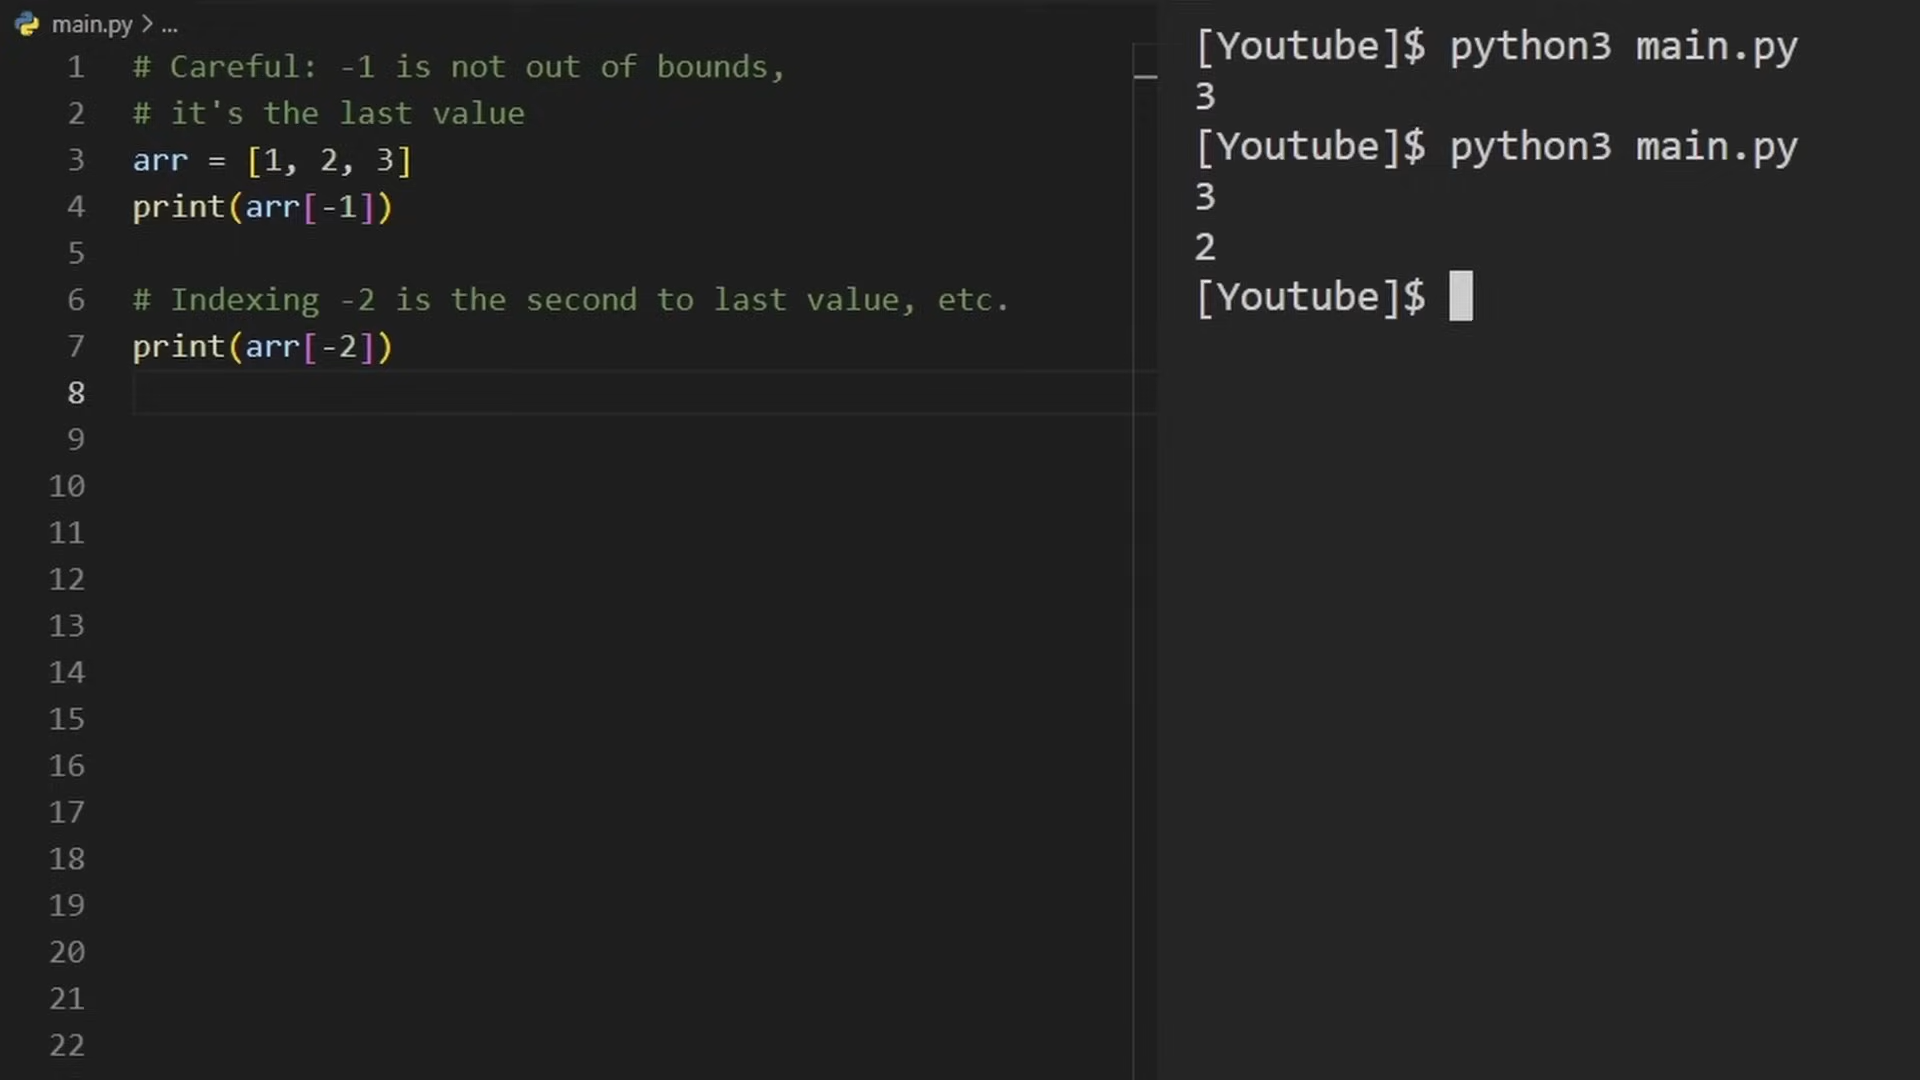 main.py > ...
1 # Careful: -1 is not out of bounds,
2 # it's the last value
3 arr = [1, 2, 3]
4 print(arr[-1])
5
6 # Indexing -2 is the second to last value, etc.
7 print(arr[-2])
8
9
10
11
12
13
14
15
16
17
18
19
20
21
22
[Youtube]$ python3 main.py
3
[Youtube]$ python3 main.py
3
2
[Youtube]$